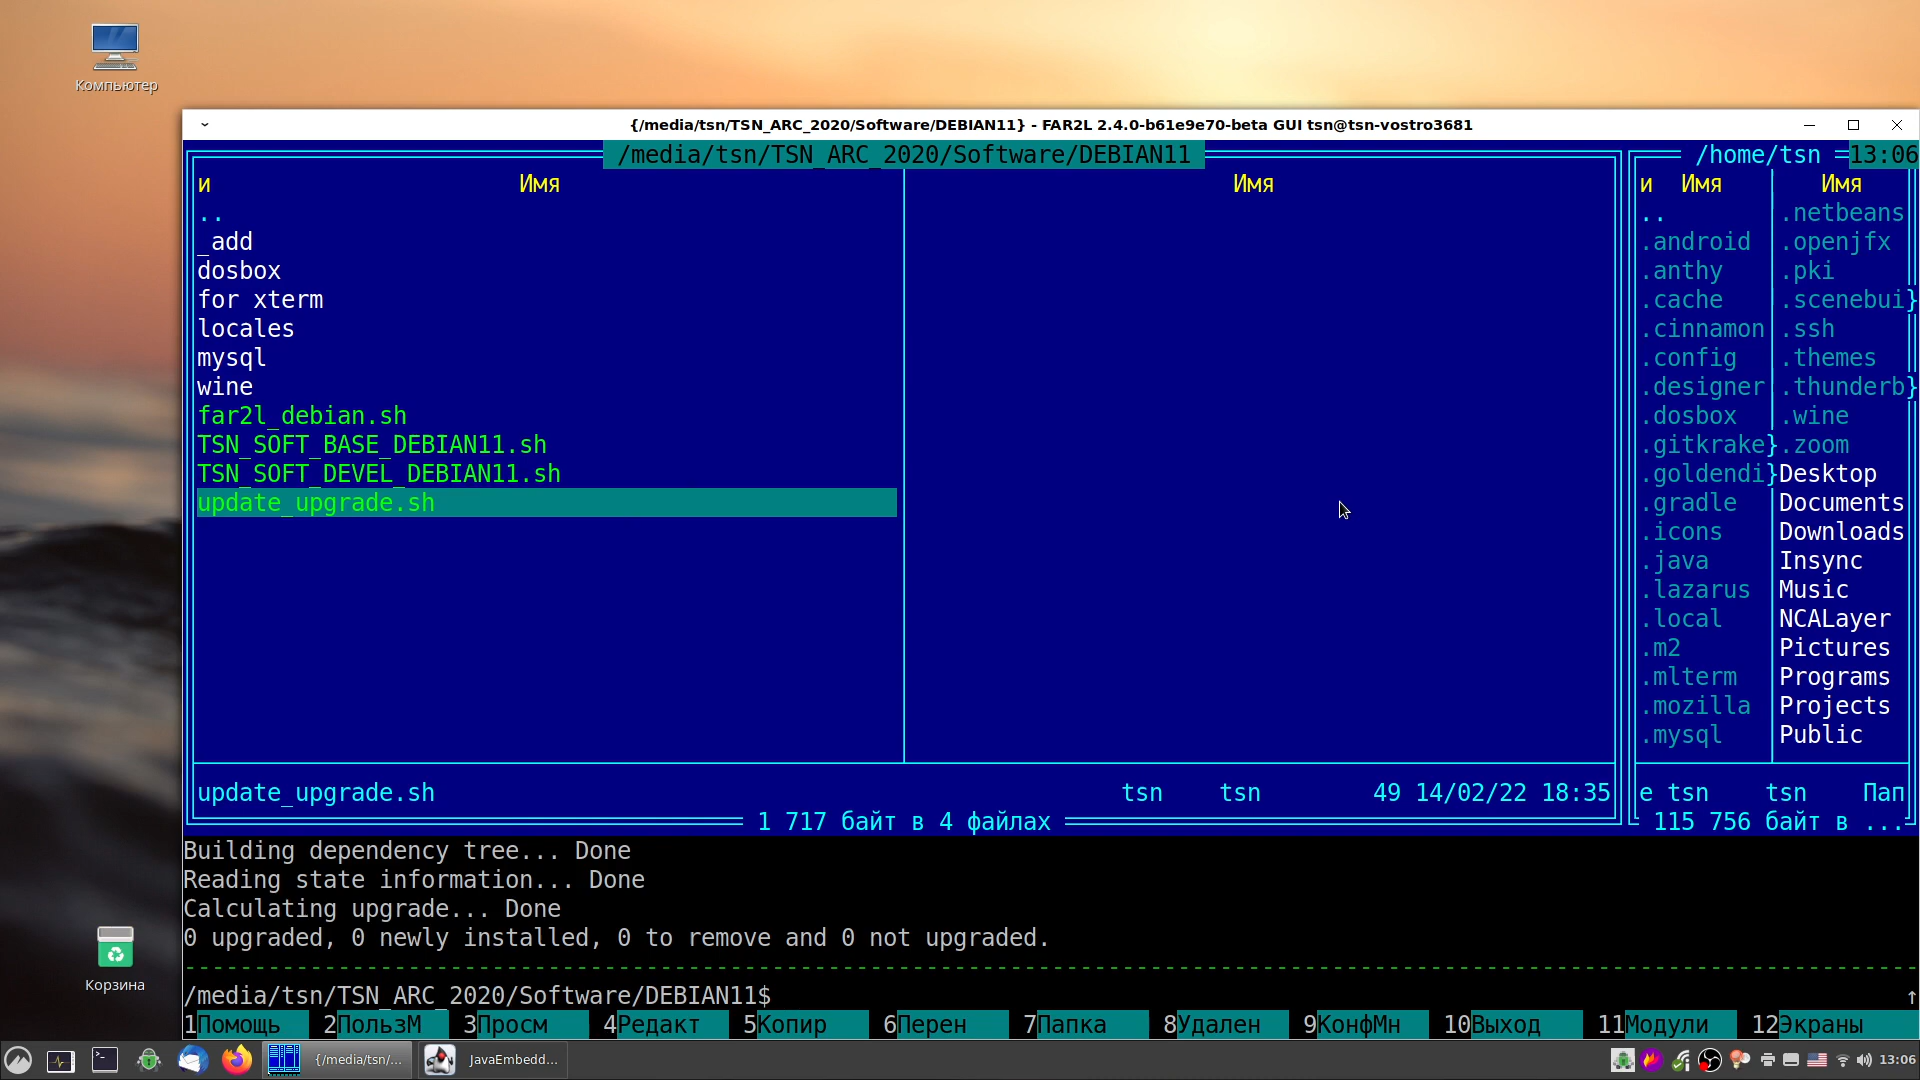 Компьютер
{/media/tsn/TSN_ARC_2020/Software/DEBIAN11} - FAR2L 2.4.0-b61e9e70-beta GUI tsn@tsn-vostro3681
/media/tsn/TSN_ARC_2020/Software/DEBIAN11
и Имя Имя
..
_add
dosbox
for xterm
locales
mysql
wine
far2l_debian.sh
TSN_SOFT_BASE_DEBIAN11.sh
TSN_SOFT_DEVEL_DEBIAN11.sh
update_upgrade.sh
update_upgrade.sh tsn tsn 49 14/02/22 18:35
1 717 байт в 4 файлах
/home/tsn 13:06
и Имя Имя
.. .netbeans
.android .openjfx
.anthy .pki
.cache .scenebui}
.cinnamon .ssh
.config .themes
.designer .thunderb}
.dosbox .wine
.gitkrake} .zoom
.goldendi} Desktop
.gradle Documents
.icons Downloads
.java Insync
.lazarus Music
.local NCALayer
.m2 Pictures
.mlterm Programs
.mozilla Projects
.mysql Public
е tsn tsn Пап
115 756 байт в ...
Building dependency tree... Done
Reading state information... Done
Calculating upgrade... Done
0 upgraded, 0 newly installed, 0 to remove and 0 not upgraded.
/media/tsn/TSN_ARC_2020/Software/DEBIAN11$ ↑
1Помощь 2ПользМ 3Просм 4Редакт 5Копир 6Перен 7Папка 8Удален 9КонфМн 10Выход 11Модули 12Экраны
Корзина
{/media/tsn/... JavaEmbedd... 13:06